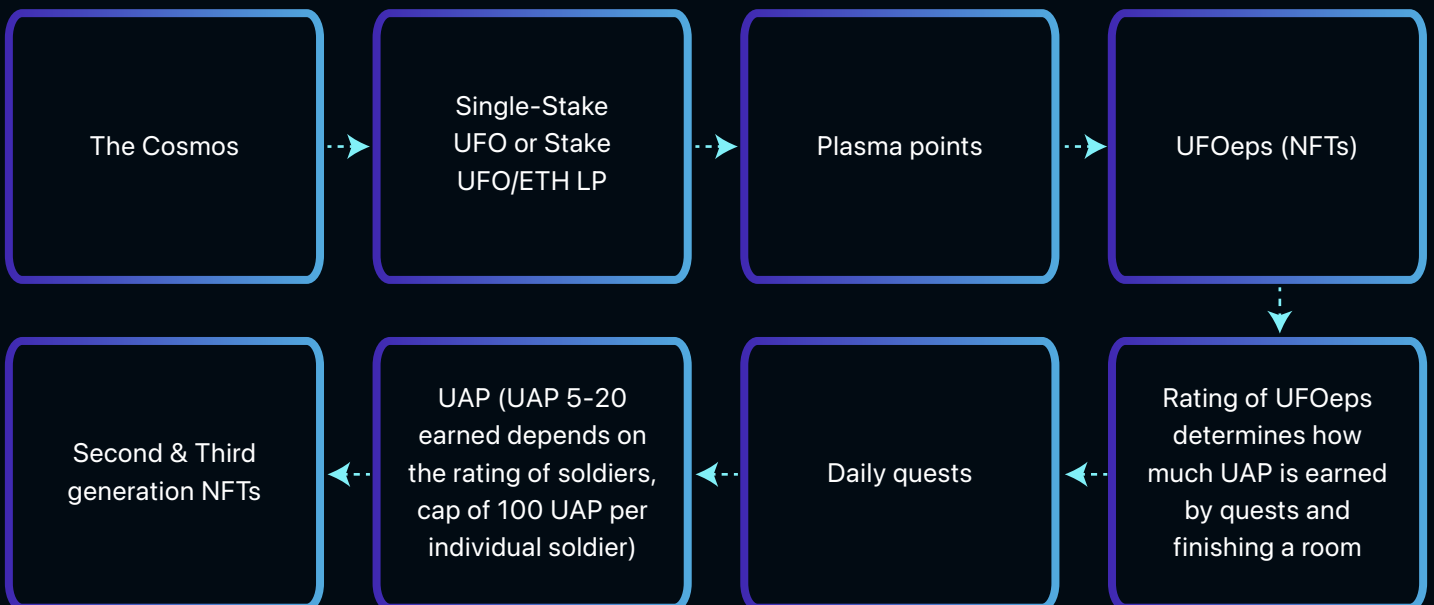 The Cosmos
Single-Stake
UFO or Stake
UFO/ETH LP
Plasma points
UFOeps (NFTs)
Rating of UFOeps
determines how
much UAP is earned
by quests and
finishing a room
Daily quests
UAP (UAP 5-20
earned depends on
the rating of soldiers,
cap of 100 UAP per
individual soldier)
Second & Third
generation NFTs